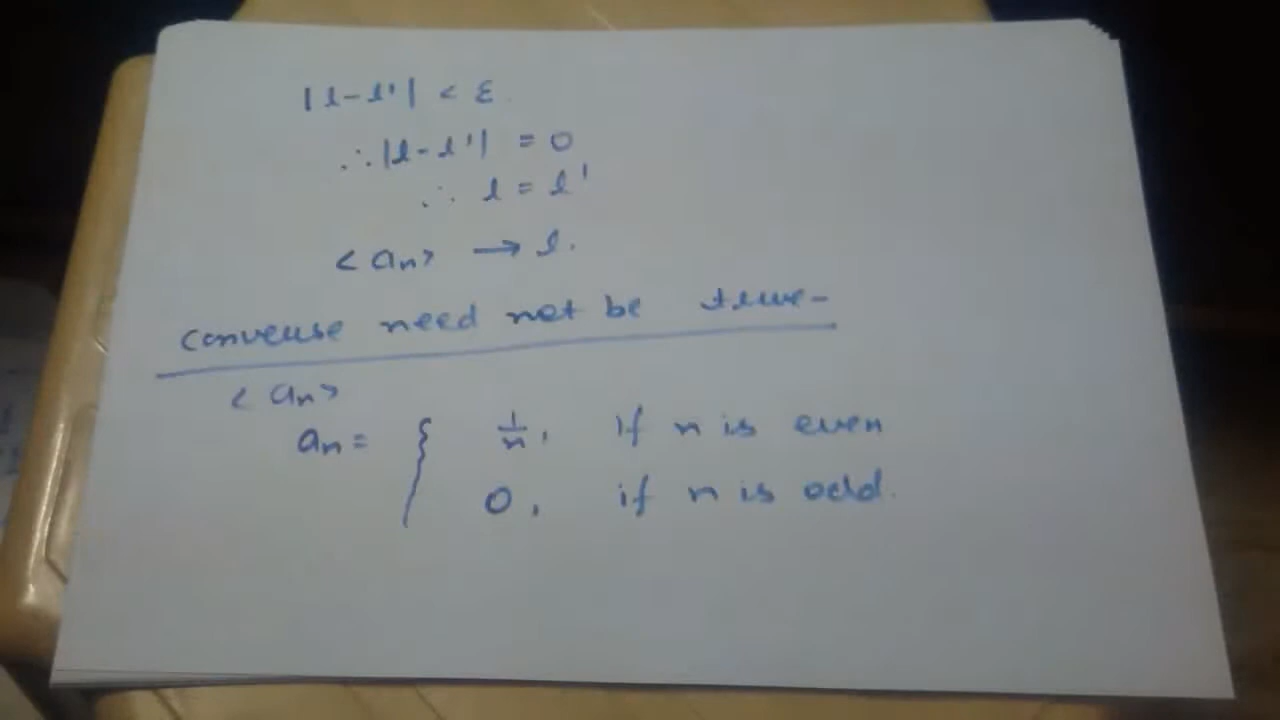 |l-l'| < ε.
∴ |l-l'| = 0
∴ l = l'
<an> → l.
converse need not be true-
<an>
an = { 1/n, if n is even
0, if n is odd.